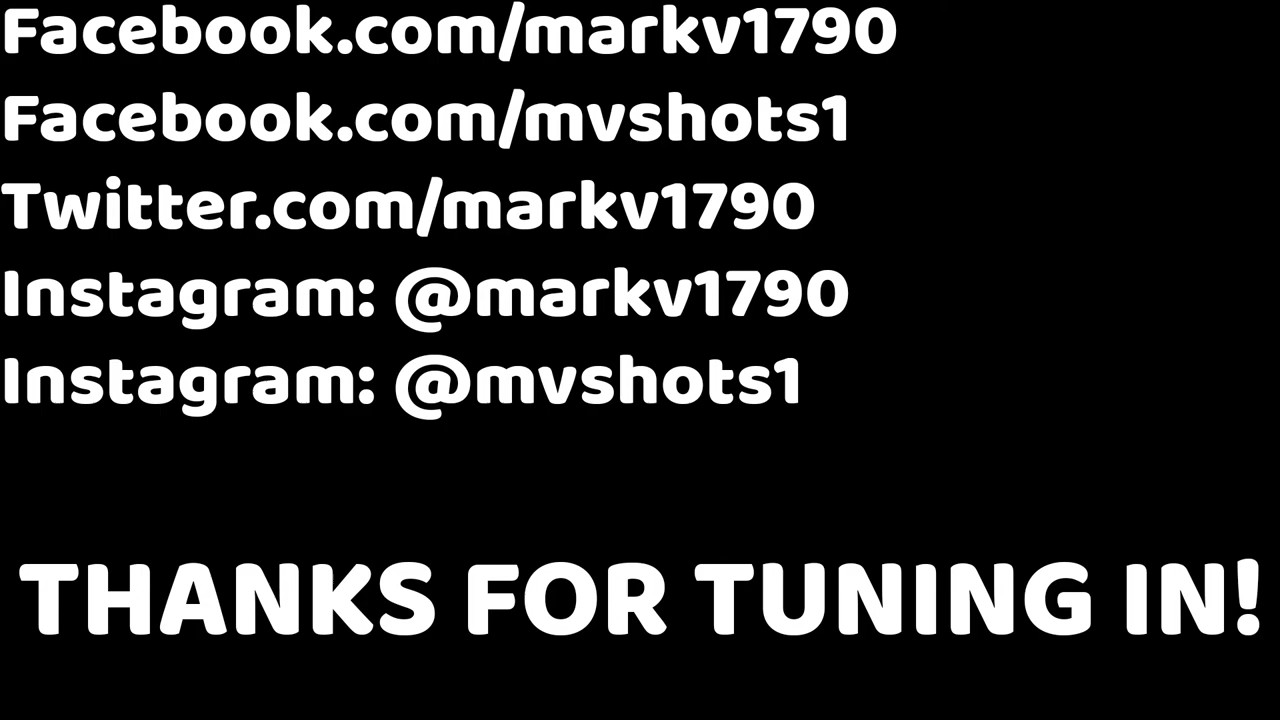 Facebook.com/markv1790
Facebook.com/mvshots1
Twitter.com/markv1790
Instagram: @markv1790
Instagram: @mvshots1
THANKS FOR TUNING IN!